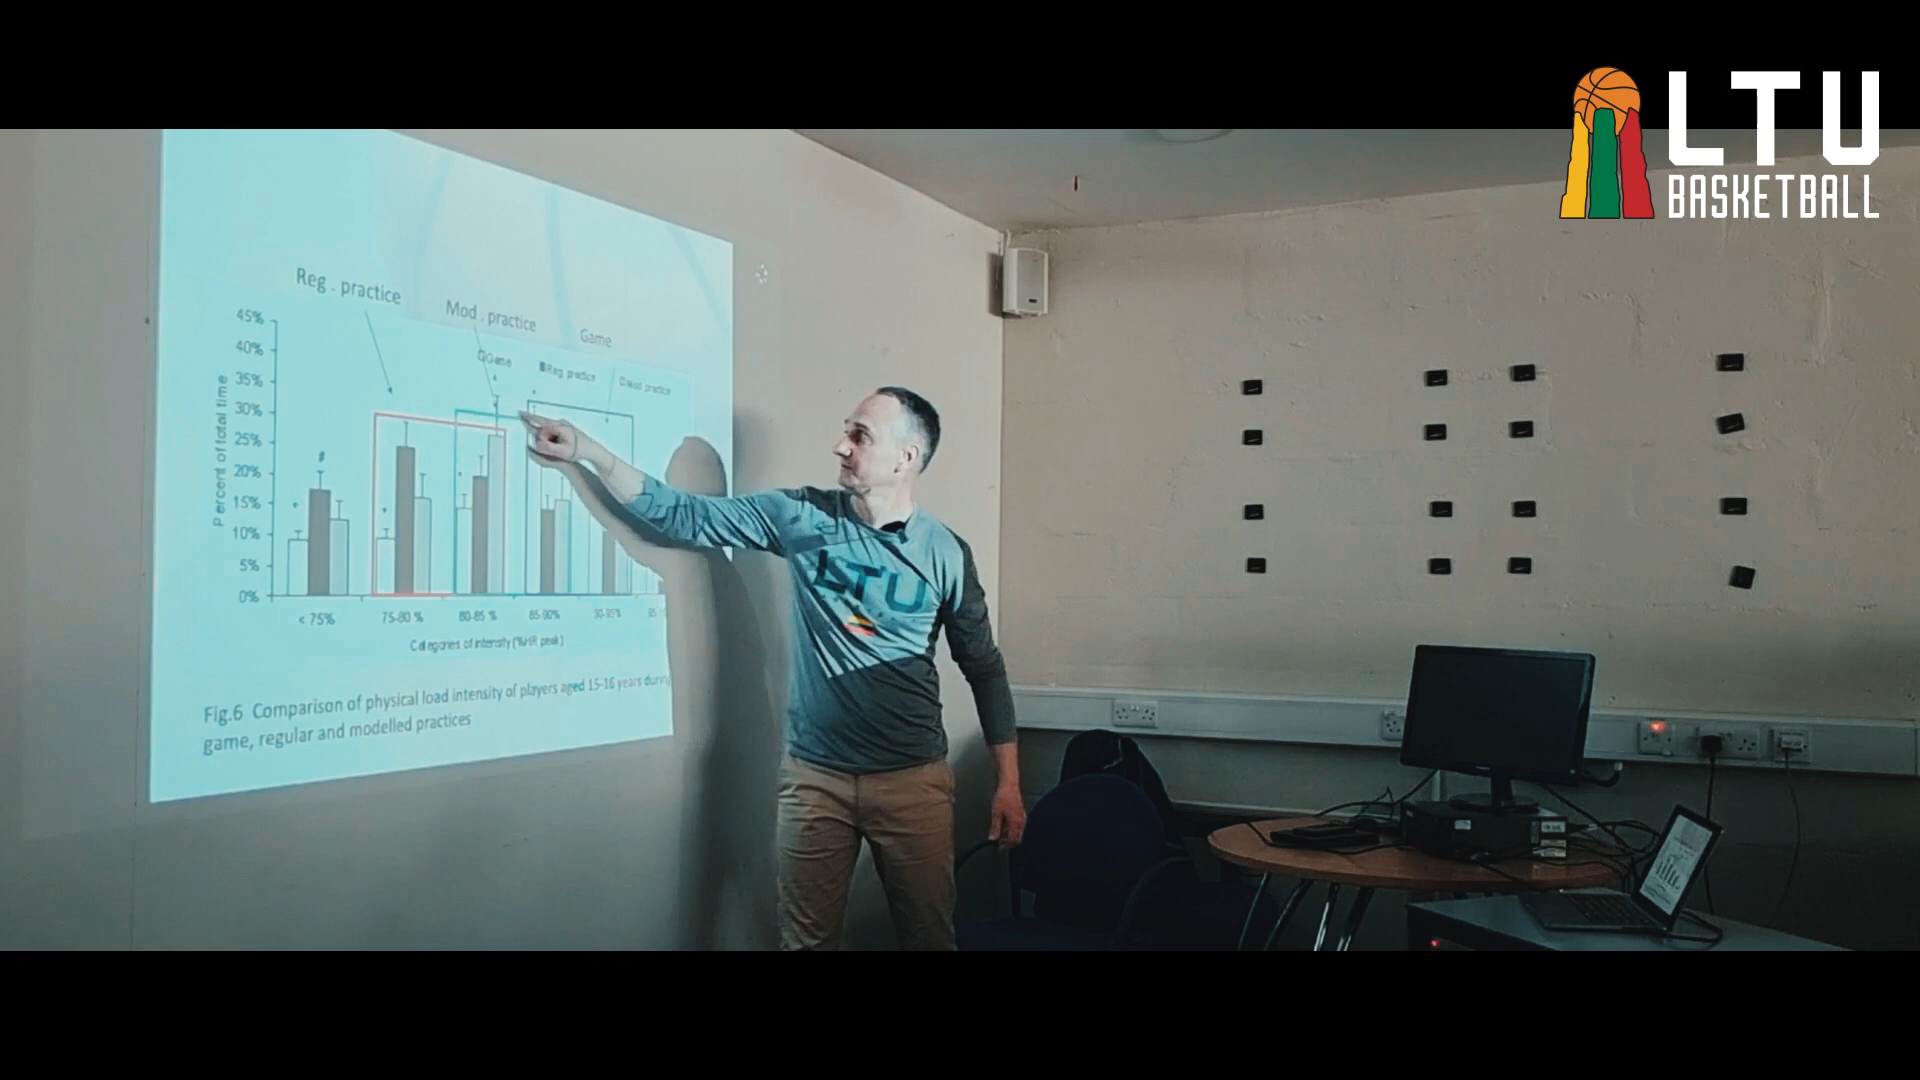 LTU
BASKETBALL
Reg . practice
Mod . practice
Game
Game
Reg. practice
Mod. practice
45%
40%
35%
30%
25%
20%
15%
10%
5%
0%
Percent of total time
< 75%
75-80 %
80-85 %
85-90%
90-95%
Categories of intensity (%HR peak)
Fig.6 Comparison of physical load intensity of players aged 15-16 years during
game, regular and modelled practices
LTU